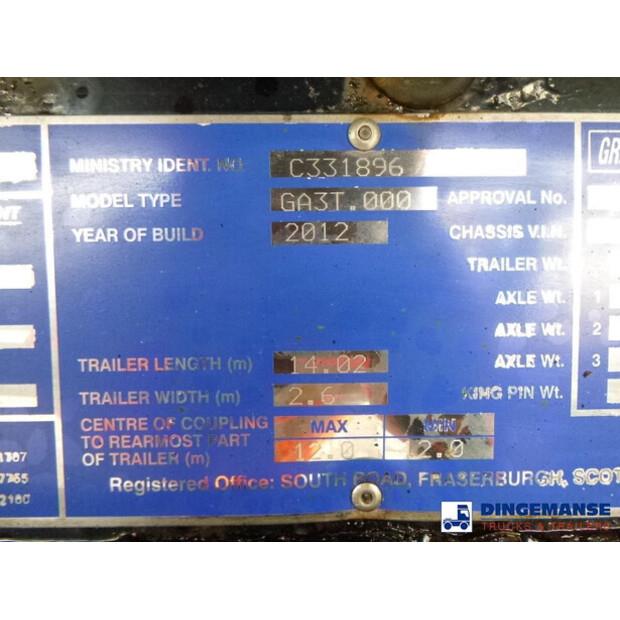 MINISTRY IDENT. NO. C331896
MODEL TYPE GA3T.000 APPROVAL No.
YEAR OF BUILD 2012 CHASSIS V.I.N.
TRAILER Wt.
AXLE Wt. 1
AXLE Wt. 2
TRAILER LENGTH (m) 14.02 AXLE Wt. 3
TRAILER WIDTH (m) 2.6 KING PIN Wt.
CENTRE OF COUPLING MAX MIN
TO REARMOST PART 12.0 12.0
OF TRAILER (m)
Registered Office: SOUTH ROAD, FRASERBURGH, SCOT
DINGEMANSE
TRUCKS & TRAILERS